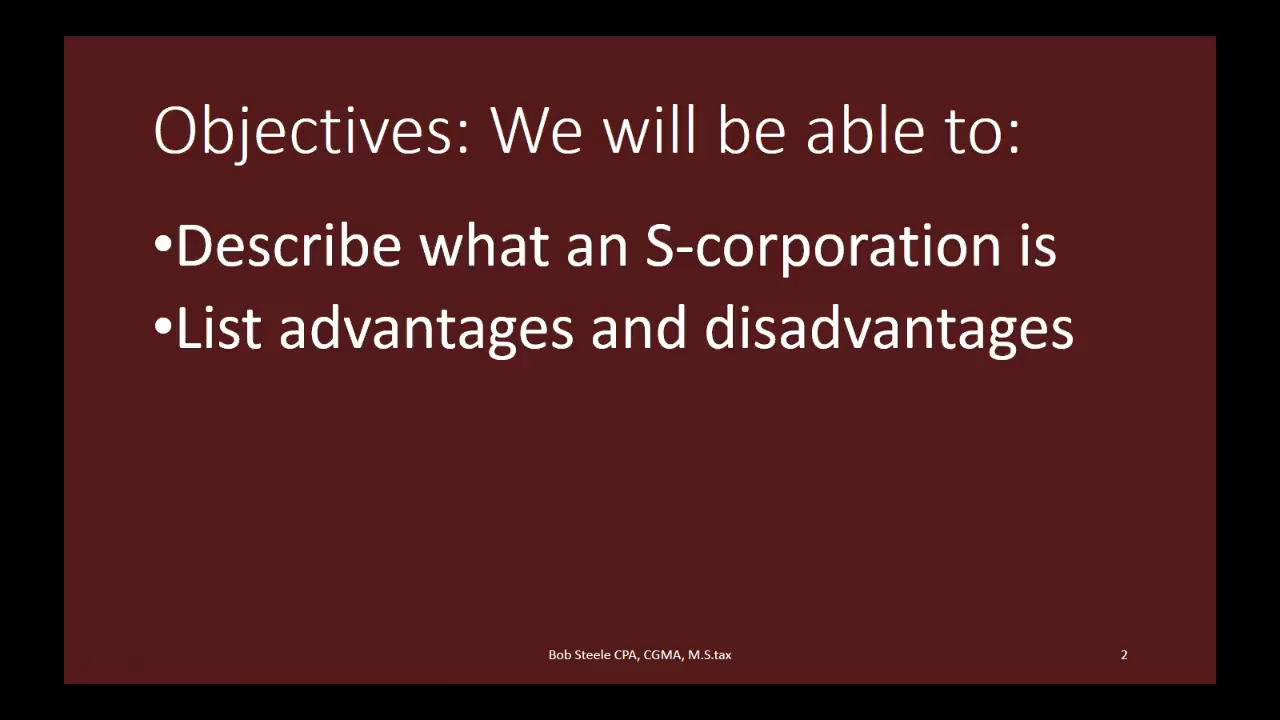 Objectives: We will be able to:
•Describe what an S-corporation is
•List advantages and disadvantages
Bob Steele CPA, CGMA, M.S.tax
2